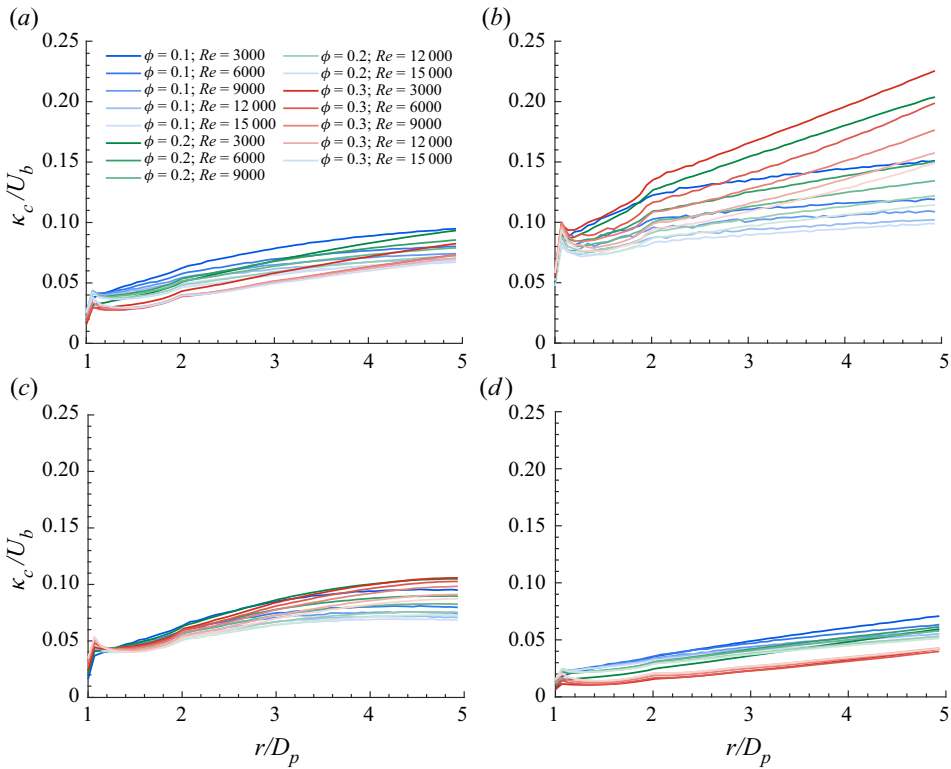 (a)
(b)
0.25
0.20
0.15
0.10
0.05
0
κc/Ub
ϕ = 0.1; Re = 3000
ϕ = 0.1; Re = 6000
ϕ = 0.1; Re = 9000
ϕ = 0.1; Re = 12 000
ϕ = 0.1; Re = 15 000
ϕ = 0.2; Re = 3000
ϕ = 0.2; Re = 6000
ϕ = 0.2; Re = 9000
ϕ = 0.2; Re = 12 000
ϕ = 0.2; Re = 15 000
ϕ = 0.3; Re = 3000
ϕ = 0.3; Re = 6000
ϕ = 0.3; Re = 9000
ϕ = 0.3; Re = 12 000
ϕ = 0.3; Re = 15 000
1 2 3 4 5
0.25
0.20
0.15
0.10
0.05
0
1 2 3 4 5
(c)
(d)
0.25
0.20
0.15
0.10
0.05
0
κc/Ub
1 2 3 4 5
r/Dp
0.25
0.20
0.15
0.10
0.05
0
1 2 3 4 5
r/Dp